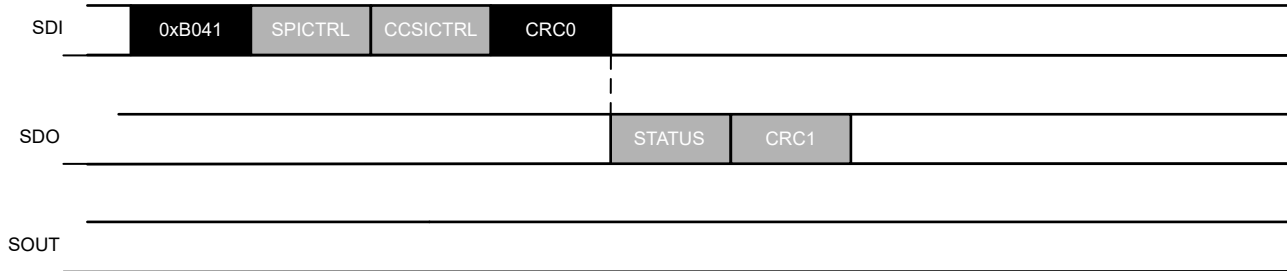 SDI 0xB041 SPICTRL CCSICTRL CRC0
SDO STATUS CRC1
SOUT